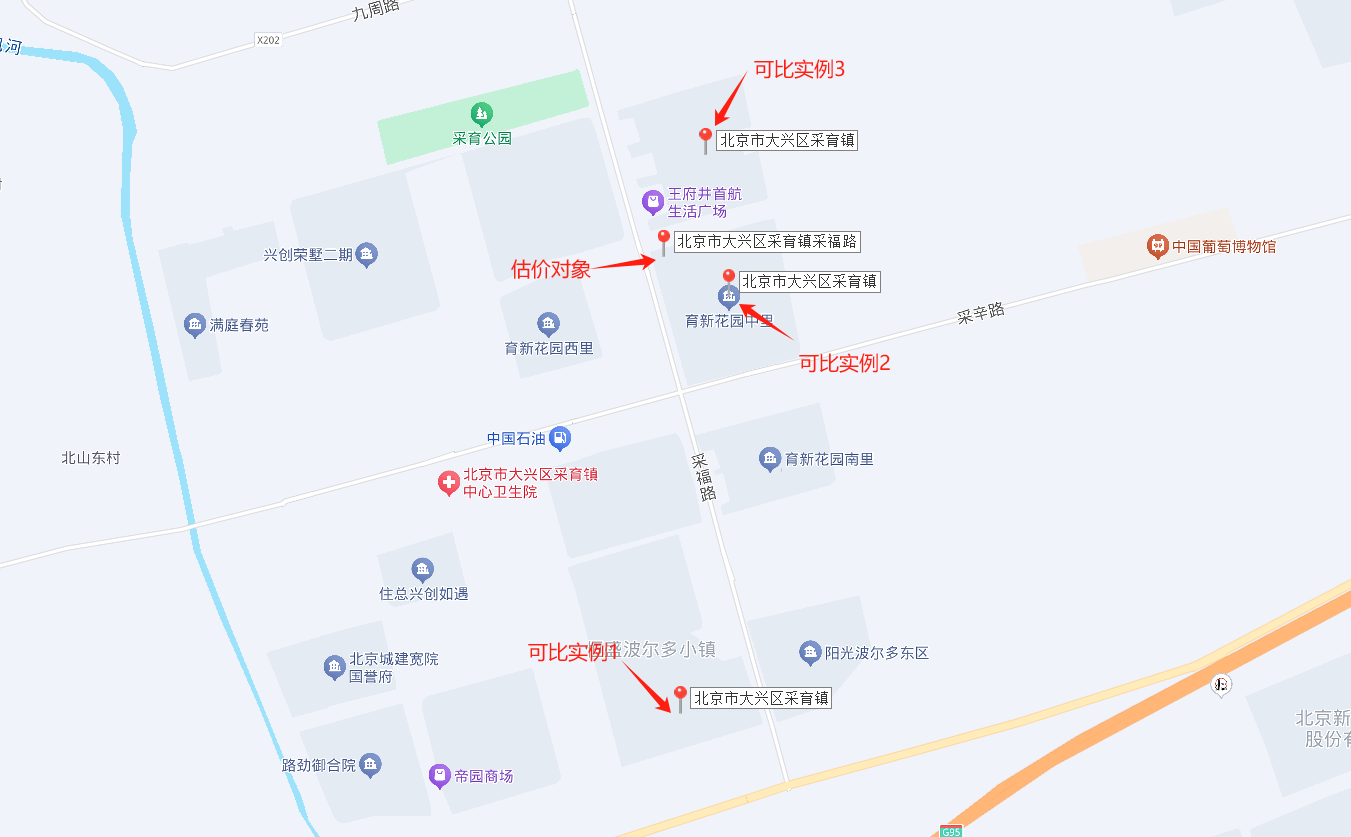 九周路
X202
可比实例3
采育公园
北京市大兴区采育镇
王府井首航
生活广场
北京市大兴区采育镇采福路
中国葡萄博物馆
兴创荣墅二期
估价对象
北京市大兴区采育镇
采辛路
育新花园中里
满庭春苑
育新花园西里
可比实例2
中国石油
北山东村
育新花园南里
北京市大兴区采育镇
中心卫生院
采福路
住总兴创如遇
可比实例1
盛波尔多小镇
阳光波尔多东区
北京城建宽院
国誉府
北京市大兴区采育镇
北京新
股份有
路劲御合院
帝园商场
G95